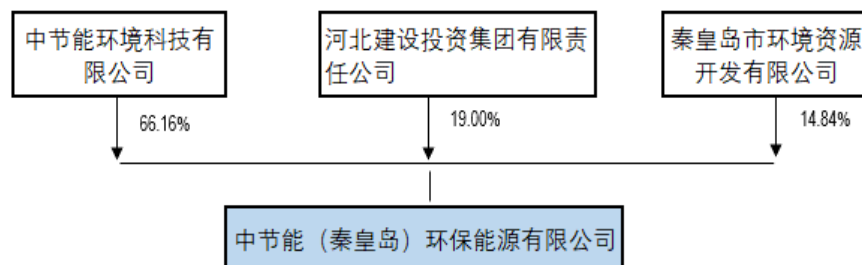 中节能环境科技有
限公司
河北建设投资集团有限责
任公司
秦皇岛市环境资源
开发有限公司
66.16%
19.00%
14.84%
中节能（秦皇岛）环保能源有限公司